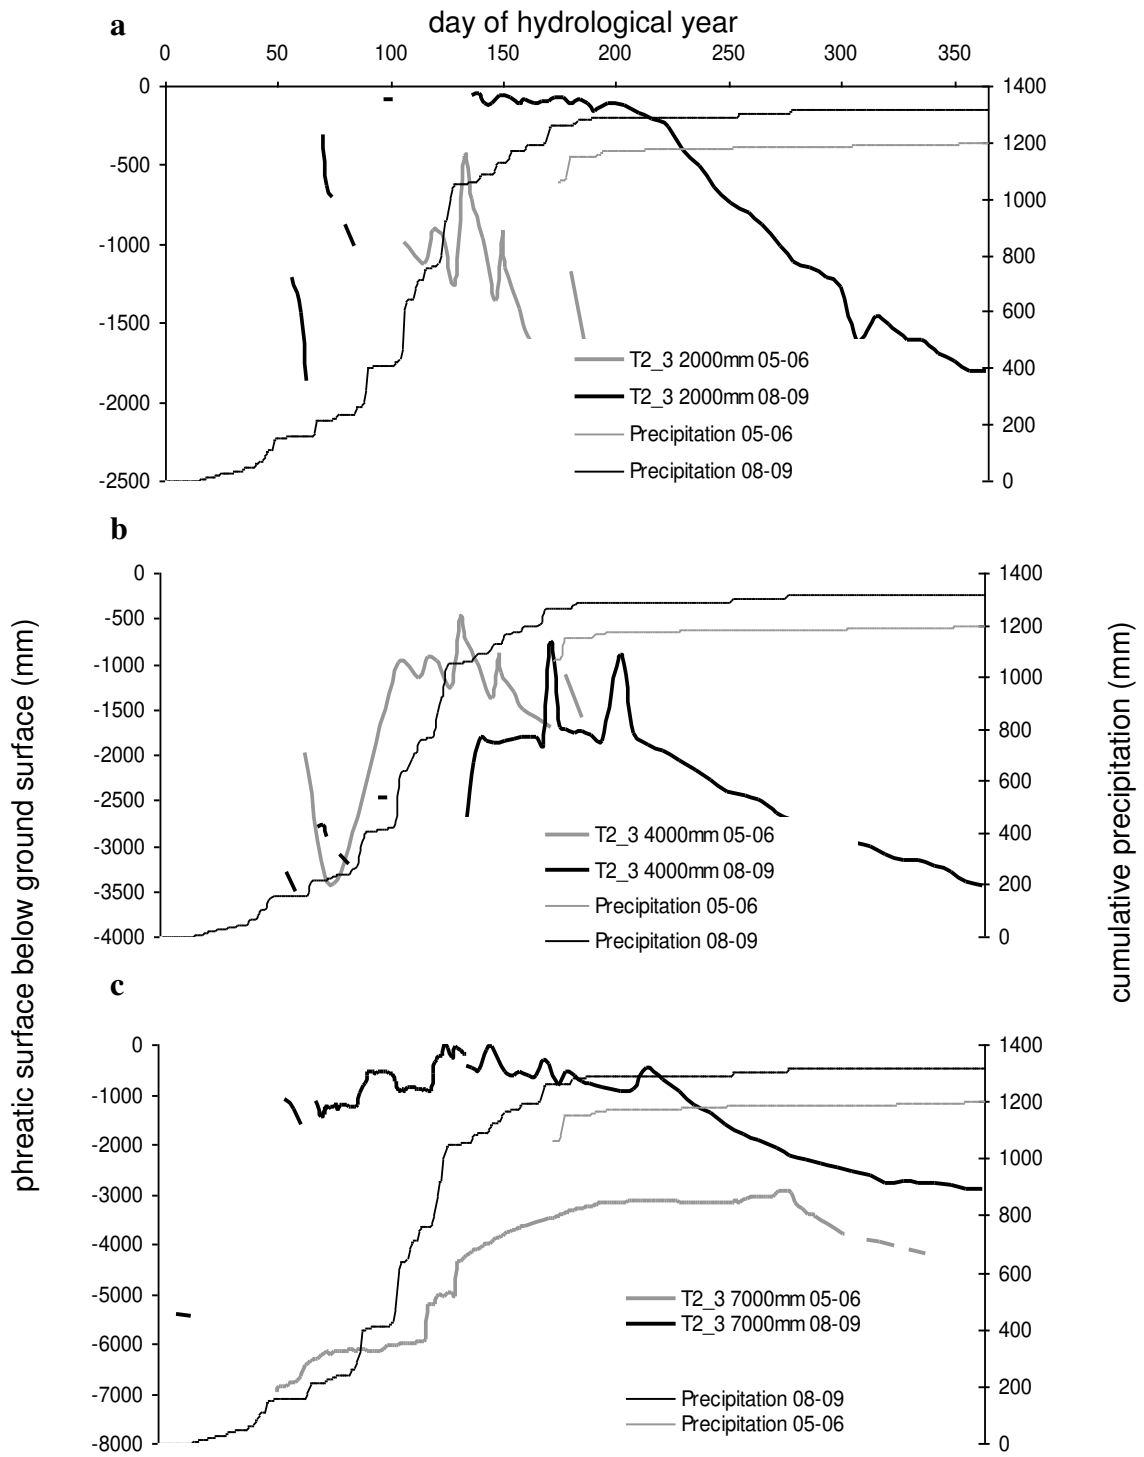 a
day of hydrological year
0 50 100 150 200 250 300 350
0 1400
-500 1200
-1000 1000
-1500 800
-2000 600
-2500 400
200
0
T2_3 2000mm 05-06
T2_3 2000mm 08-09
Precipitation 05-06
Precipitation 08-09
b
0 1400
-500 1200
-1000 1000
-1500 800
-2000 600
-2500 400
-3000 200
-3500 0
-4000
T2_3 4000mm 05-06
T2_3 4000mm 08-09
Precipitation 05-06
Precipitation 08-09
phreatic surface below ground surface (mm)
cumulative precipitation (mm)
c
0 1400
-1000 1200
-2000 1000
-3000 800
-4000 600
-5000 400
-6000 200
-7000 0
-8000
T2_3 7000mm 05-06
T2_3 7000mm 08-09
Precipitation 08-09
Precipitation 05-06